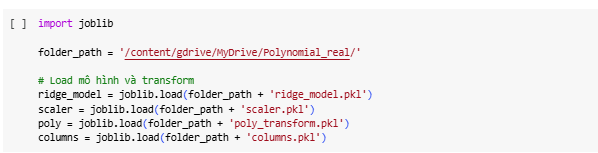 [ ] import joblib
folder_path = '/content/gdrive/MyDrive/Polynomial_real/'
# Load mô hình và transform
ridge_model = joblib.load(folder_path + 'ridge_model.pkl')
scaler = joblib.load(folder_path + 'scaler.pkl')
poly = joblib.load(folder_path + 'poly_transform.pkl')
columns = joblib.load(folder_path + 'columns.pkl')